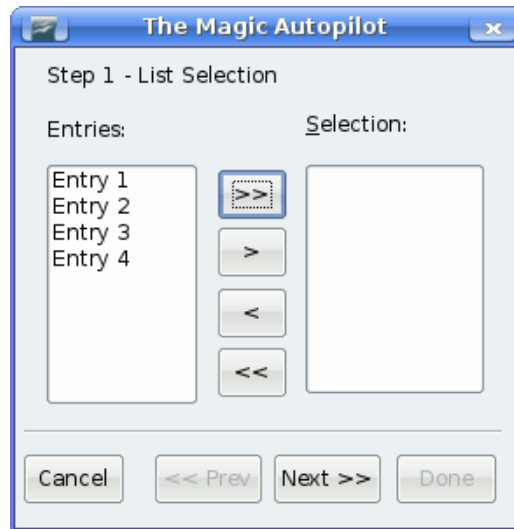 The Magic Autopilot
Step 1 - List Selection
Entries:
Selection:
Entry 1
Entry 2
Entry 3
Entry 4
>>
>
<
<<
Cancel
<< Prev
Next >>
Done